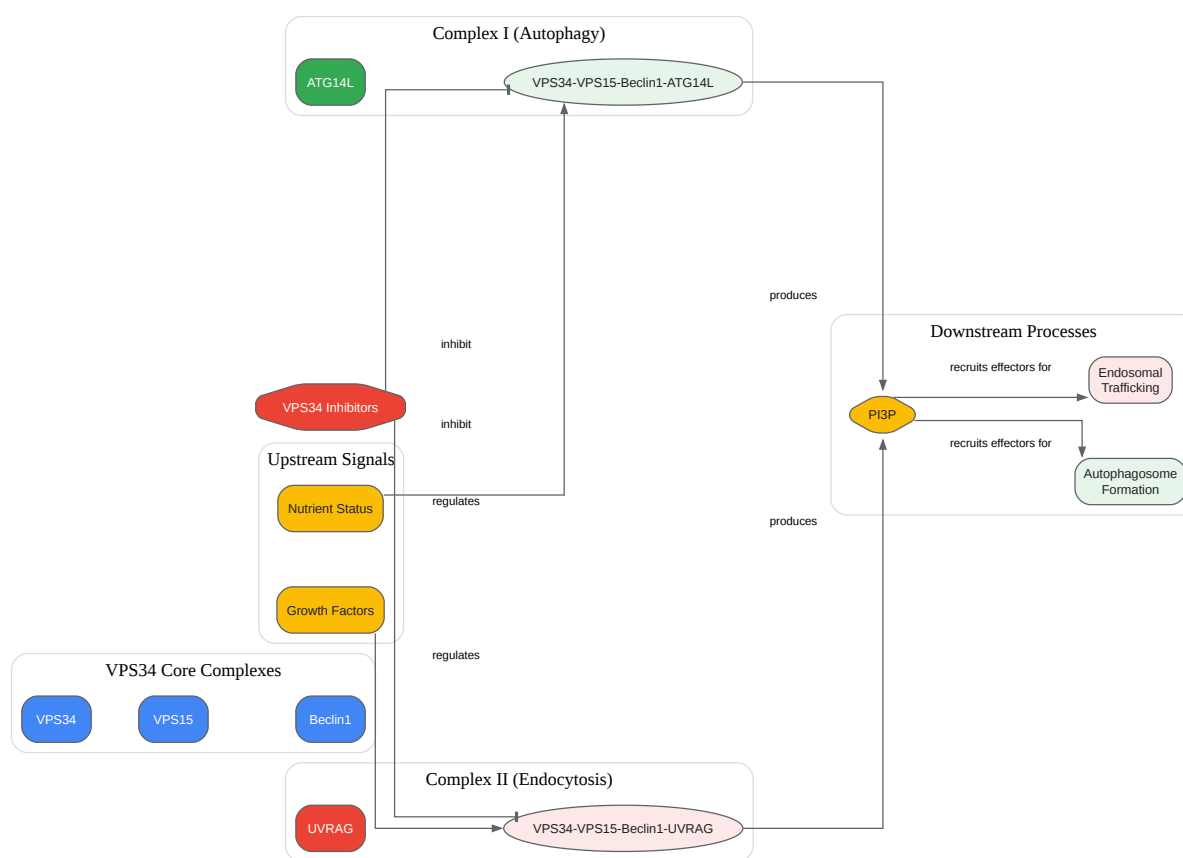 Complex I (Autophagy)
ATG14L
VPS34-VPS15-Beclin1-ATG14L
produces
Downstream Processes
inhibit
recruits effectors for
Endosomal
Trafficking
VPS34 Inhibitors
PI3P
inhibit
recruits effectors for
Upstream Signals
Autophagosome
Formation
Nutrient Status
regulates
produces
Growth Factors
regulates
VPS34 Core Complexes
VPS34
VPS15
Beclin1
Complex II (Endocytosis)
UVRAG
VPS34-VPS15-Beclin1-UVRAG